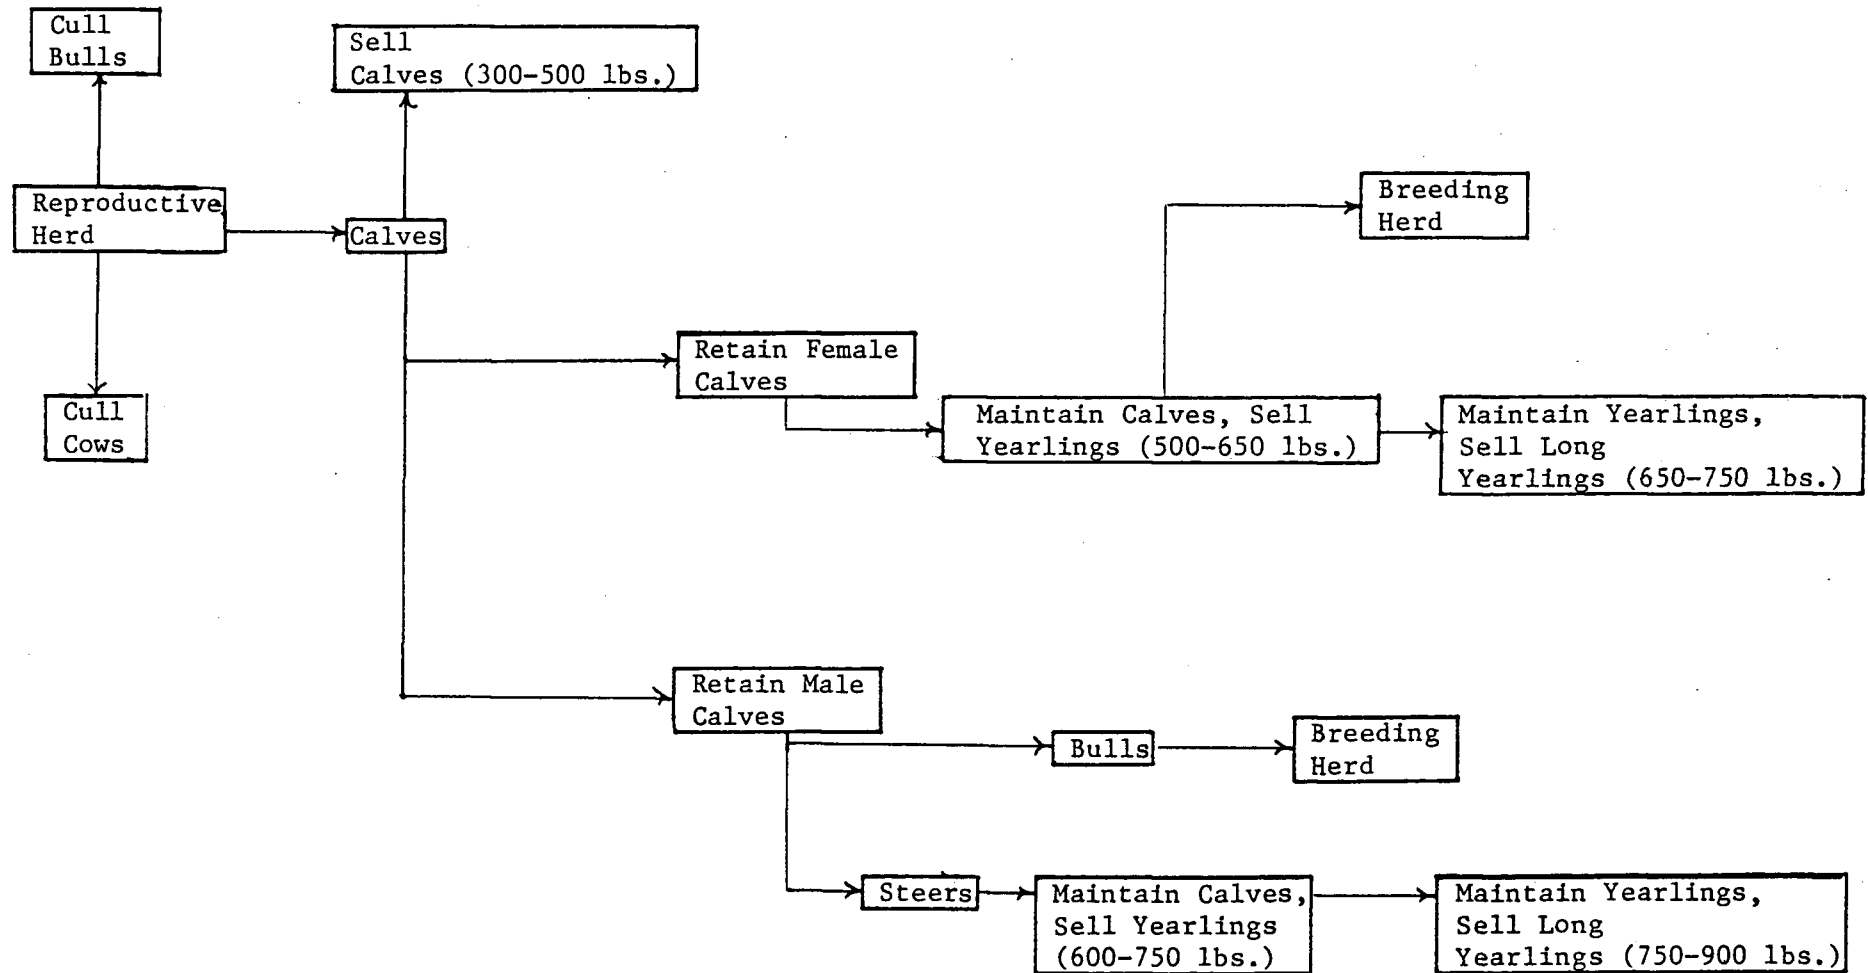 Cull
Bulls
Sell
Calves (300-500 lbs.)
Reproductive
Herd
Calves
Breeding
Herd
Cull
Cows
Retain Female
Calves
Maintain Calves, Sell
Yearlings (500-650 lbs.)
Maintain Yearlings,
Sell Long
Yearlings (650-750 lbs.)
Retain Male
Calves
Bulls
Breeding
Herd
Steers
Maintain Calves,
Sell Yearlings
(600-750 lbs.)
Maintain Yearlings,
Sell Long
Yearlings (750-900 lbs.)